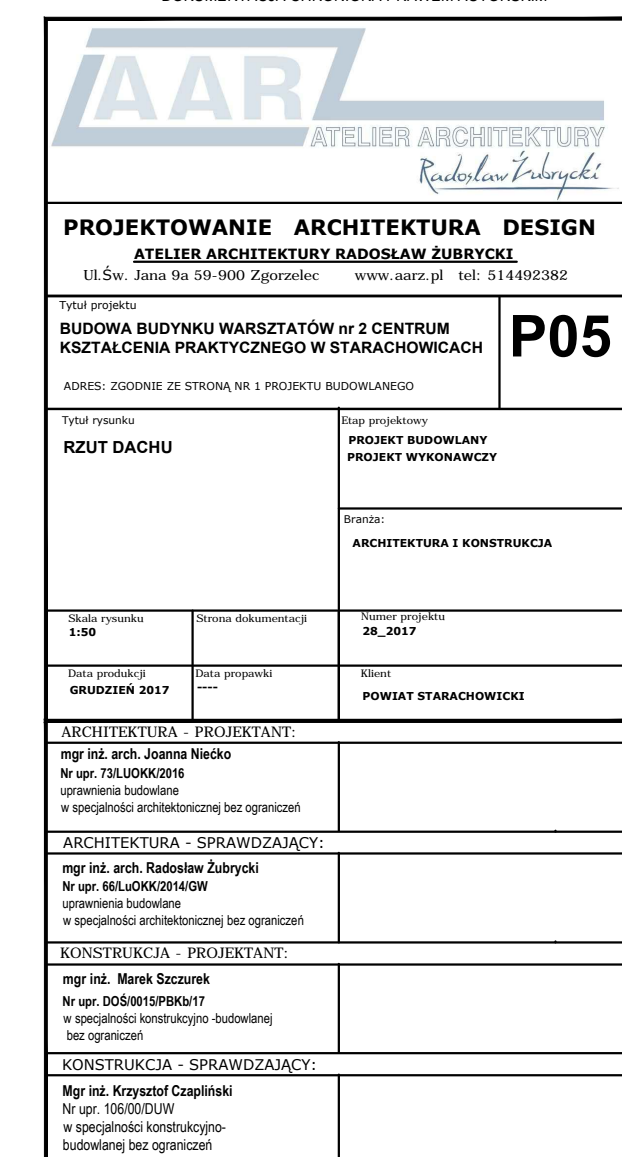 AARZ
ATELIER ARCHITEKTURY
Radosław Żubrycki
PROJEKTOWANIE ARCHITEKTURA DESIGN
ATELIER ARCHITEKTURY RADOSŁAW ŻUBRYCKI
Ul.Św. Jana 9a 59-900 Zgorzelec www.aarz.pl tel: 514492382
Tytuł projektu
BUDOWA BUDYNKU WARSZTATÓW nr 2 CENTRUM
KSZTAŁCENIA PRAKTYCZNEGO W STARACHOWICACH
P05
ADRES: ZGODNIE ZE STRONĄ NR 1 PROJEKTU BUDOWLANEGO
Tytuł rysunku
RZUT DACHU
Etap projektowy
PROJEKT BUDOWLANY
PROJEKT WYKONAWCZY
Branża:
ARCHITEKTURA I KONSTRUKCJA
Skala rysunku
1:50
Strona dokumentacji
Numer projektu
28_2017
Data produkcji
GRUDZIEŃ 2017
Data propawki
----
Klient
POWIAT STARACHOWICKI
ARCHITEKTURA - PROJEKTANT:
mgr inż. arch. Joanna Niećko
Nr upr. 73/LUOKK/2016
uprawnienia budowlane
w specjalności architektonicznej bez ograniczeń
ARCHITEKTURA - SPRAWDZAJĄCY:
mgr inż. arch. Radosław Żubrycki
Nr upr. 66/LuOKK/2014/GW
uprawnienia budowlane
w specjalności architektonicznej bez ograniczeń
KONSTRUKCJA - PROJEKTANT:
mgr inż. Marek Szczurek
Nr upr. DOŚ/0015/PBKb/17
w specjalności konstrukcyjno -budowlanej
bez ograniczeń
KONSTRUKCJA - SPRAWDZAJĄCY:
Mgr inż. Krzysztof Czapliński
Nr upr. 106/00/DUW
w specjalności konstrukcyjno-
budowlanej bez ograniczeń